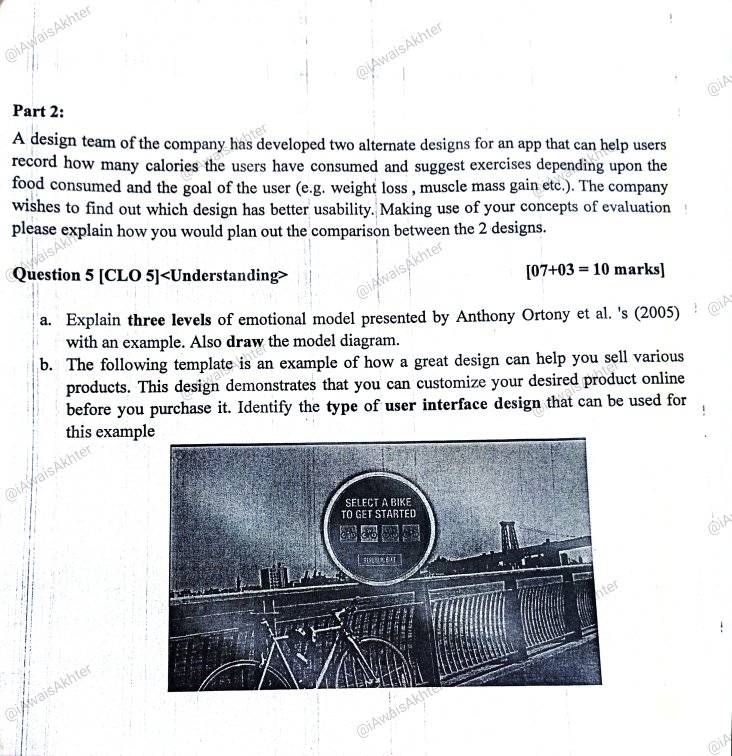 Part 2:
A design team of the company has developed two alternate designs for an app that can help users
record how many calories the users have consumed and suggest exercises depending upon the
food consumed and the goal of the user (e.g. weight loss , muscle mass gain etc.). The company
wishes to find out which design has better usability. Making use of your concepts of evaluation
please explain how you would plan out the comparison between the 2 designs.
Question 5 [CLO 5]<Understanding> [07+03 = 10 marks]
a. Explain three levels of emotional model presented by Anthony Ortony et al. 's (2005)
with an example. Also draw the model diagram.
b. The following template is an example of how a great design can help you sell various
products. This design demonstrates that you can customize your desired product online
before you purchase it. Identify the type of user interface design that can be used for
this example
SELECT A BIKE
TO GET STARTED
@iAwaisAkhter
@iAwaisAkhter
@iAwaisAkhter
@iAwaisAkhter
@iAwaisAkhter
@iAwaisAkhter